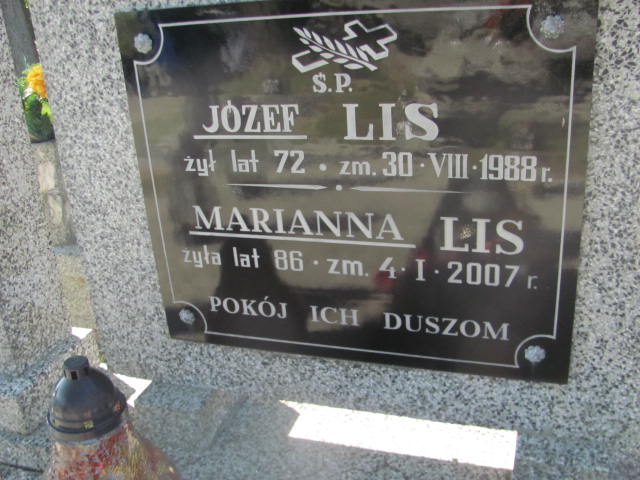 Ś.P.
JÓZEF LIS
żył lat 72 • zm. 30 • VIII • 1988 r.
MARIANNA LIS
żyła lat 86 • zm. 4 • I • 2007 r.
POKÓJ ICH DUSZOM